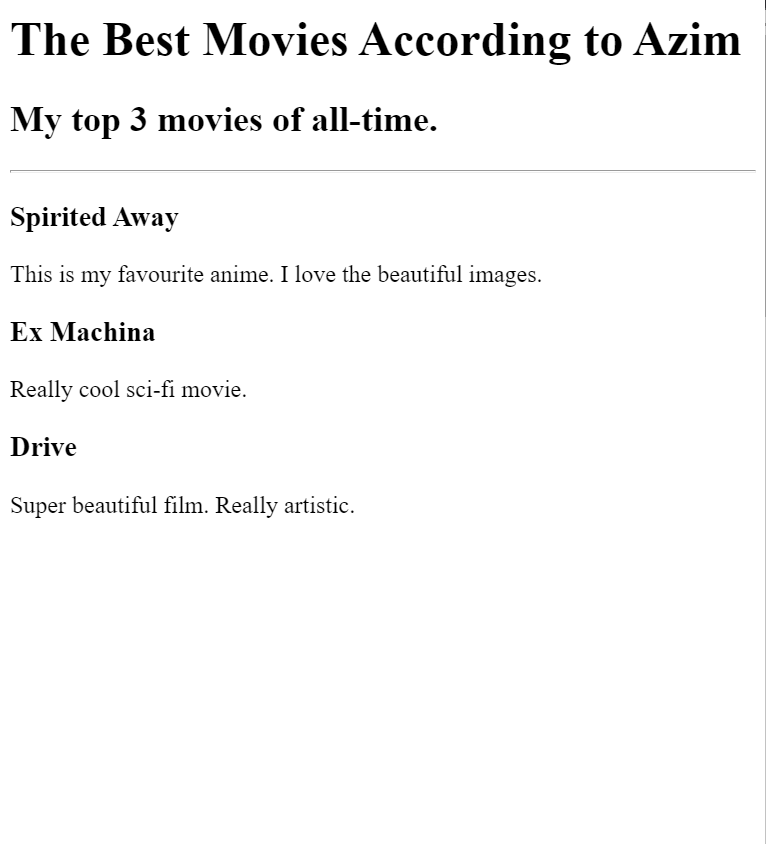 The Best Movies According to Azim
My top 3 movies of all-time.
Spirited Away
This is my favourite anime. I love the beautiful images.
Ex Machina
Really cool sci-fi movie.
Drive
Super beautiful film. Really artistic.